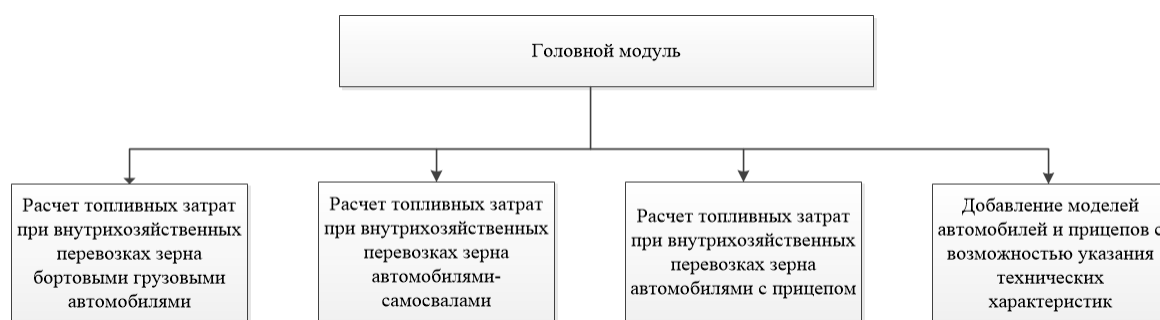 Головной модуль
Расчет топливных затрат
при внутрихозяйственных
перевозках зерна
бортовыми грузовыми
автомобилями
Расчет топливных затрат
при внутрихозяйственных
перевозках зерна
автомобилями-
самосвалами
Расчет топливных затрат
при внутрихозяйственных
перевозках зерна
автомобилями с прицепом
Добавление моделей
автомобилей и прицепов с
возможностью указания
технических
характеристик